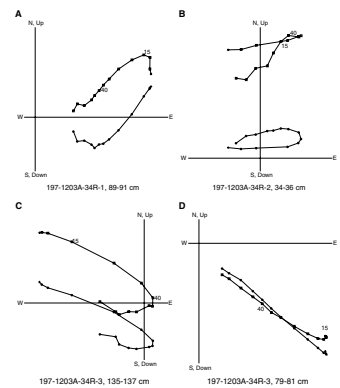 A
N, Up
15
40
W
E
S, Down
197-1203A-34R-1, 89-91 cm
B
N, Up
40
15
W
E
S, Down
197-1203A-34R-2, 34-36 cm
C
N, Up
15
40
W
E
S, Down
197-1203A-34R-3, 135-137 cm
D
N, Up
W
E
40
15
S, Down
197-1203A-34R-3, 79-81 cm